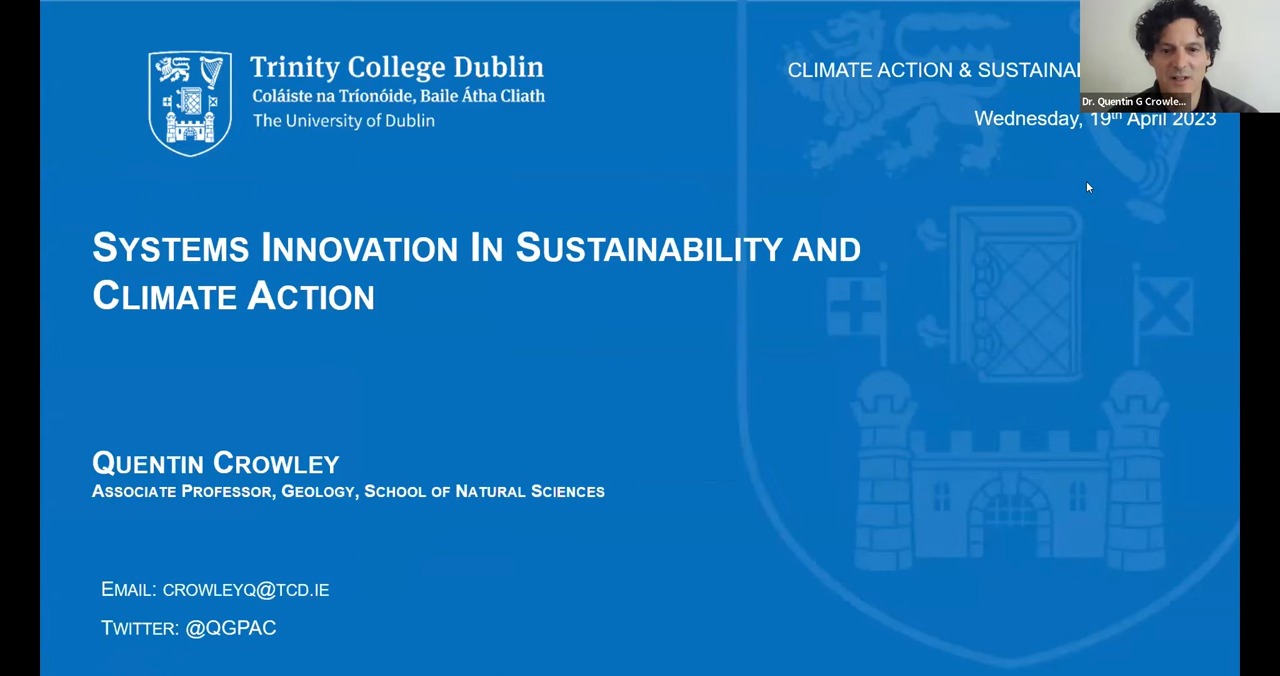 Trinity College Dublin
Coláiste na Tríonóide, Baile Átha Cliath
The University of Dublin
CLIMATE ACTION & SUSTAINA
Dr. Quentin G Crowle...
Wednesday, 19th April 2023
SYSTEMS INNOVATION IN SUSTAINABILITY AND
CLIMATE ACTION
QUENTIN CROWLEY
ASSOCIATE PROFESSOR, GEOLOGY, SCHOOL OF NATURAL SCIENCES
EMAIL: CROWLEYQ@TCD.IE
TWITTER: @QGPAC